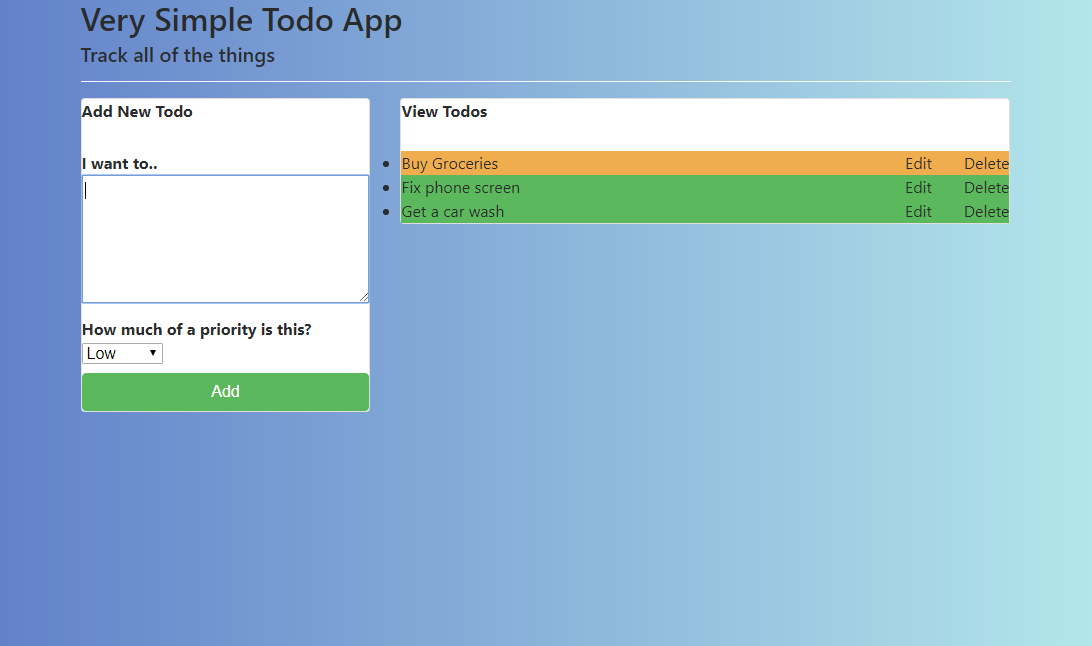 Very Simple Todo App
Track all of the things
Add New Todo
I want to..
How much of a priority is this?
Low
Add
View Todos
Buy Groceries Edit Delete
Fix phone screen Edit Delete
Get a car wash Edit Delete